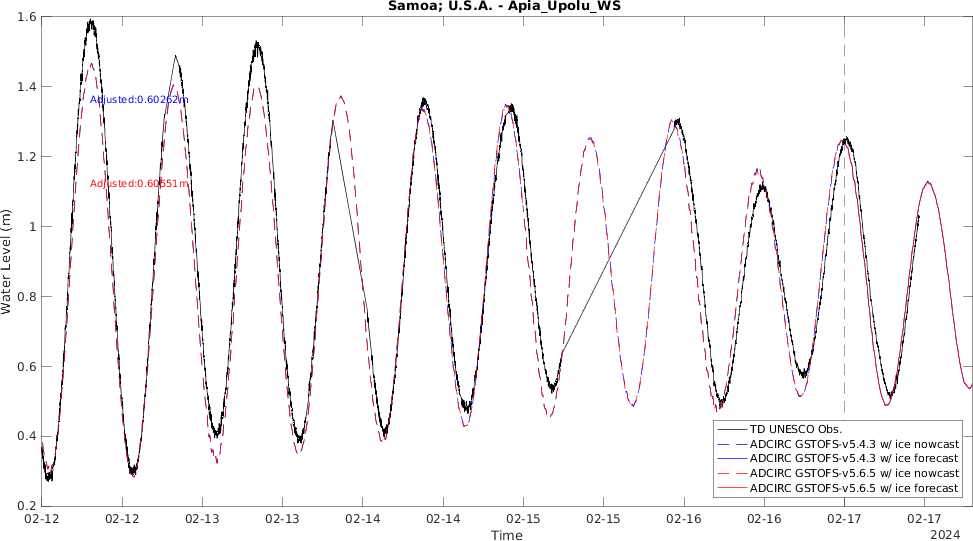 Samoa; U.S.A. - Apia_Upolu_WS
1.6
1.4
1.2
1
0.8
0.6
0.4
0.2
Water Level (m)
Adjusted:0.60262m
Adjusted:0.60551m
TD UNESCO Obs.
ADCIRC GSTOFS-v5.4.3 w/ ice nowcast
ADCIRC GSTOFS-v5.4.3 w/ ice forecast
ADCIRC GSTOFS-v5.6.5 w/ ice nowcast
ADCIRC GSTOFS-v5.6.5 w/ ice forecast
02-12 02-12 02-13 02-13 02-14 02-14 02-15 02-15 02-16 02-16 02-17 02-17
Time
2024